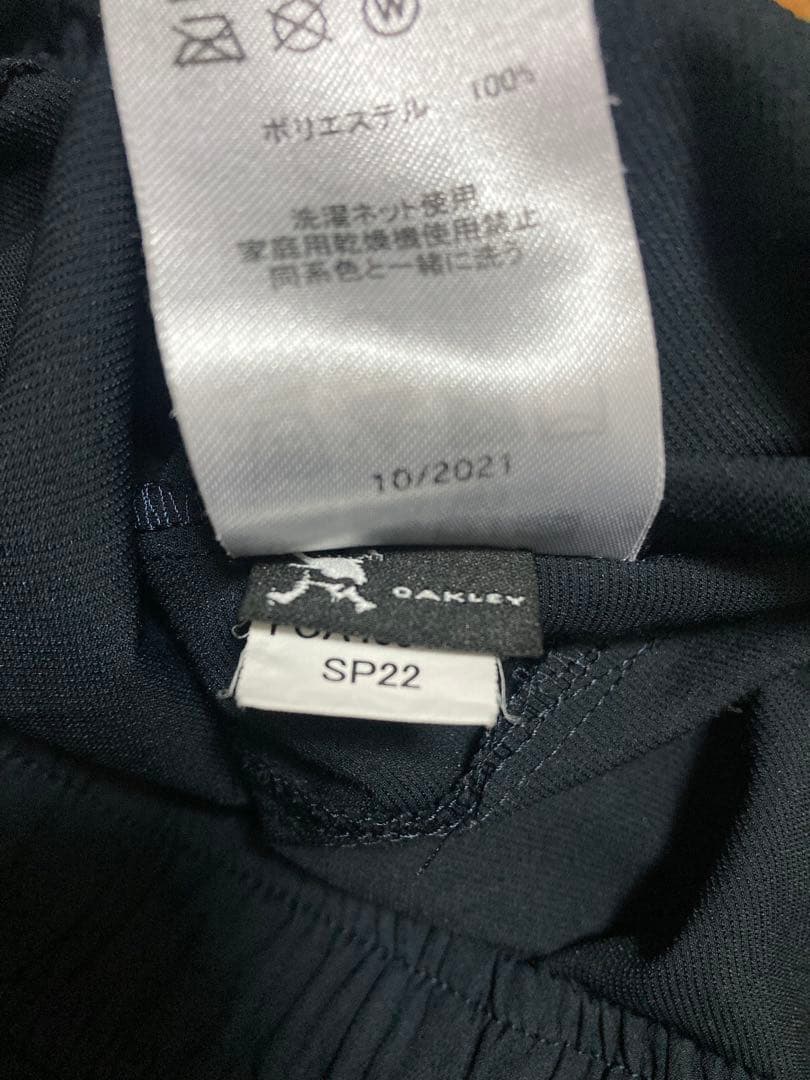 W
ポリエステル 100%
洗濯ネット使用
家庭用乾燥機使用禁止
同系色と一緒に洗う
10/2021
OAKLEY
SP22